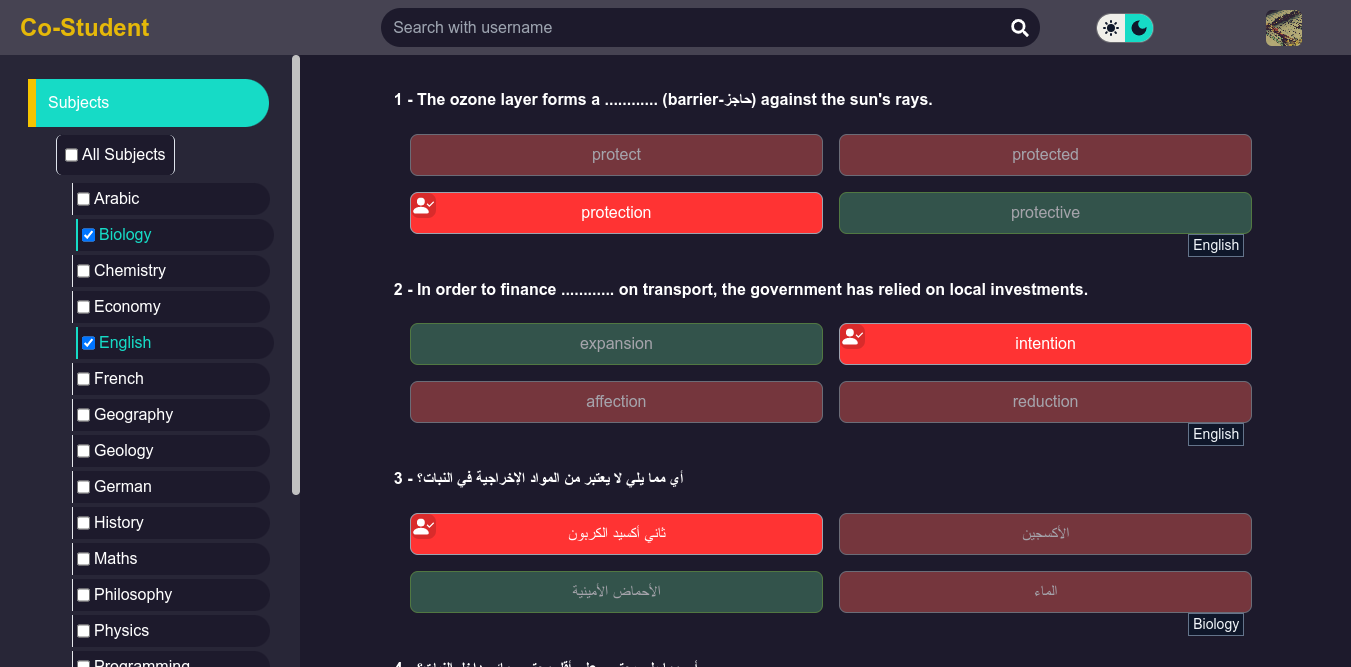 Co-Student
Search with username
Subjects
All Subjects
Arabic
Biology
Chemistry
Economy
English
French
Geography
Geology
German
History
Maths
Philosophy
Physics
Programming
1 - The ozone layer forms a ............ (barrier-حاجز) against the sun's rays.
protect
protected
protection
protective
English
2 - In order to finance ............ on transport, the government has relied on local investments.
expansion
intention
affection
reduction
English
3 - أي مما يلي لا يعتبر من المواد الإخراجية في النبات؟
ثاني أكسيد الكربون
الأكسجين
الأحماض الأمينية
الماء
Biology